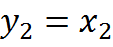 y₂ = x₂